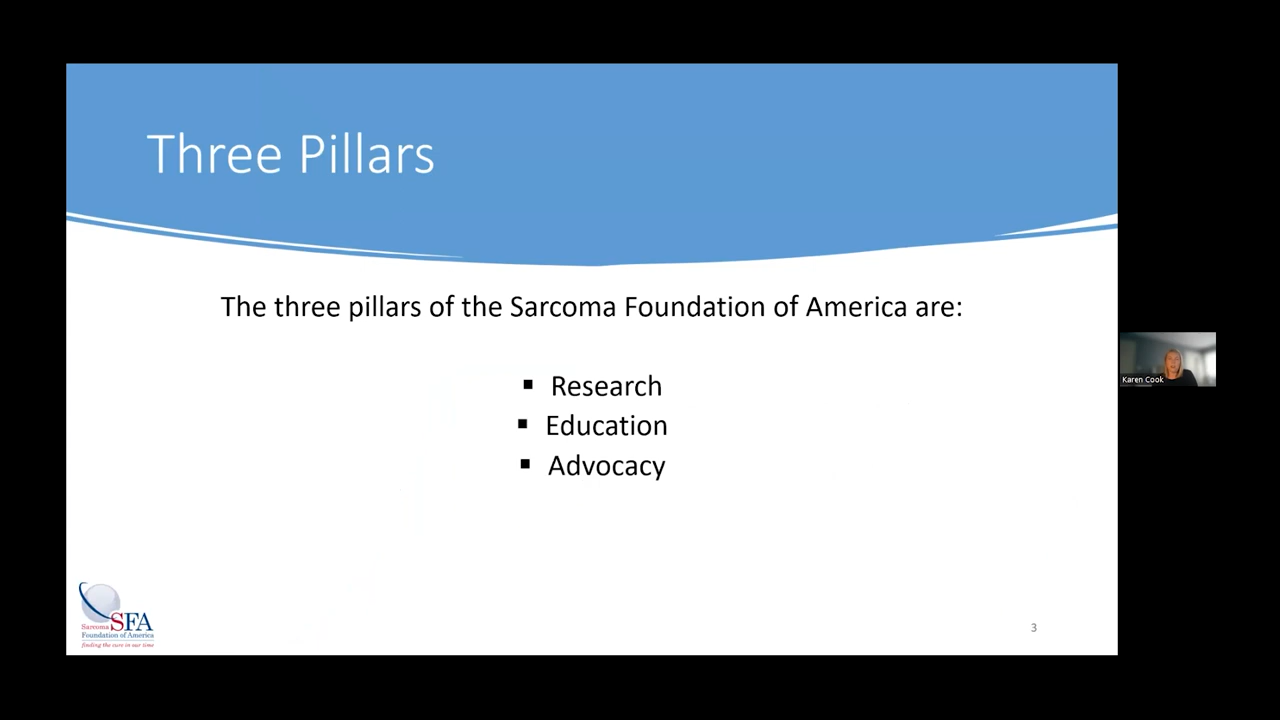 Three Pillars
The three pillars of the Sarcoma Foundation of America are:
▪ Research
▪ Education
▪ Advocacy
Karen Cook
Sarcoma SFA
Foundation of America
finding the cure in our time
3